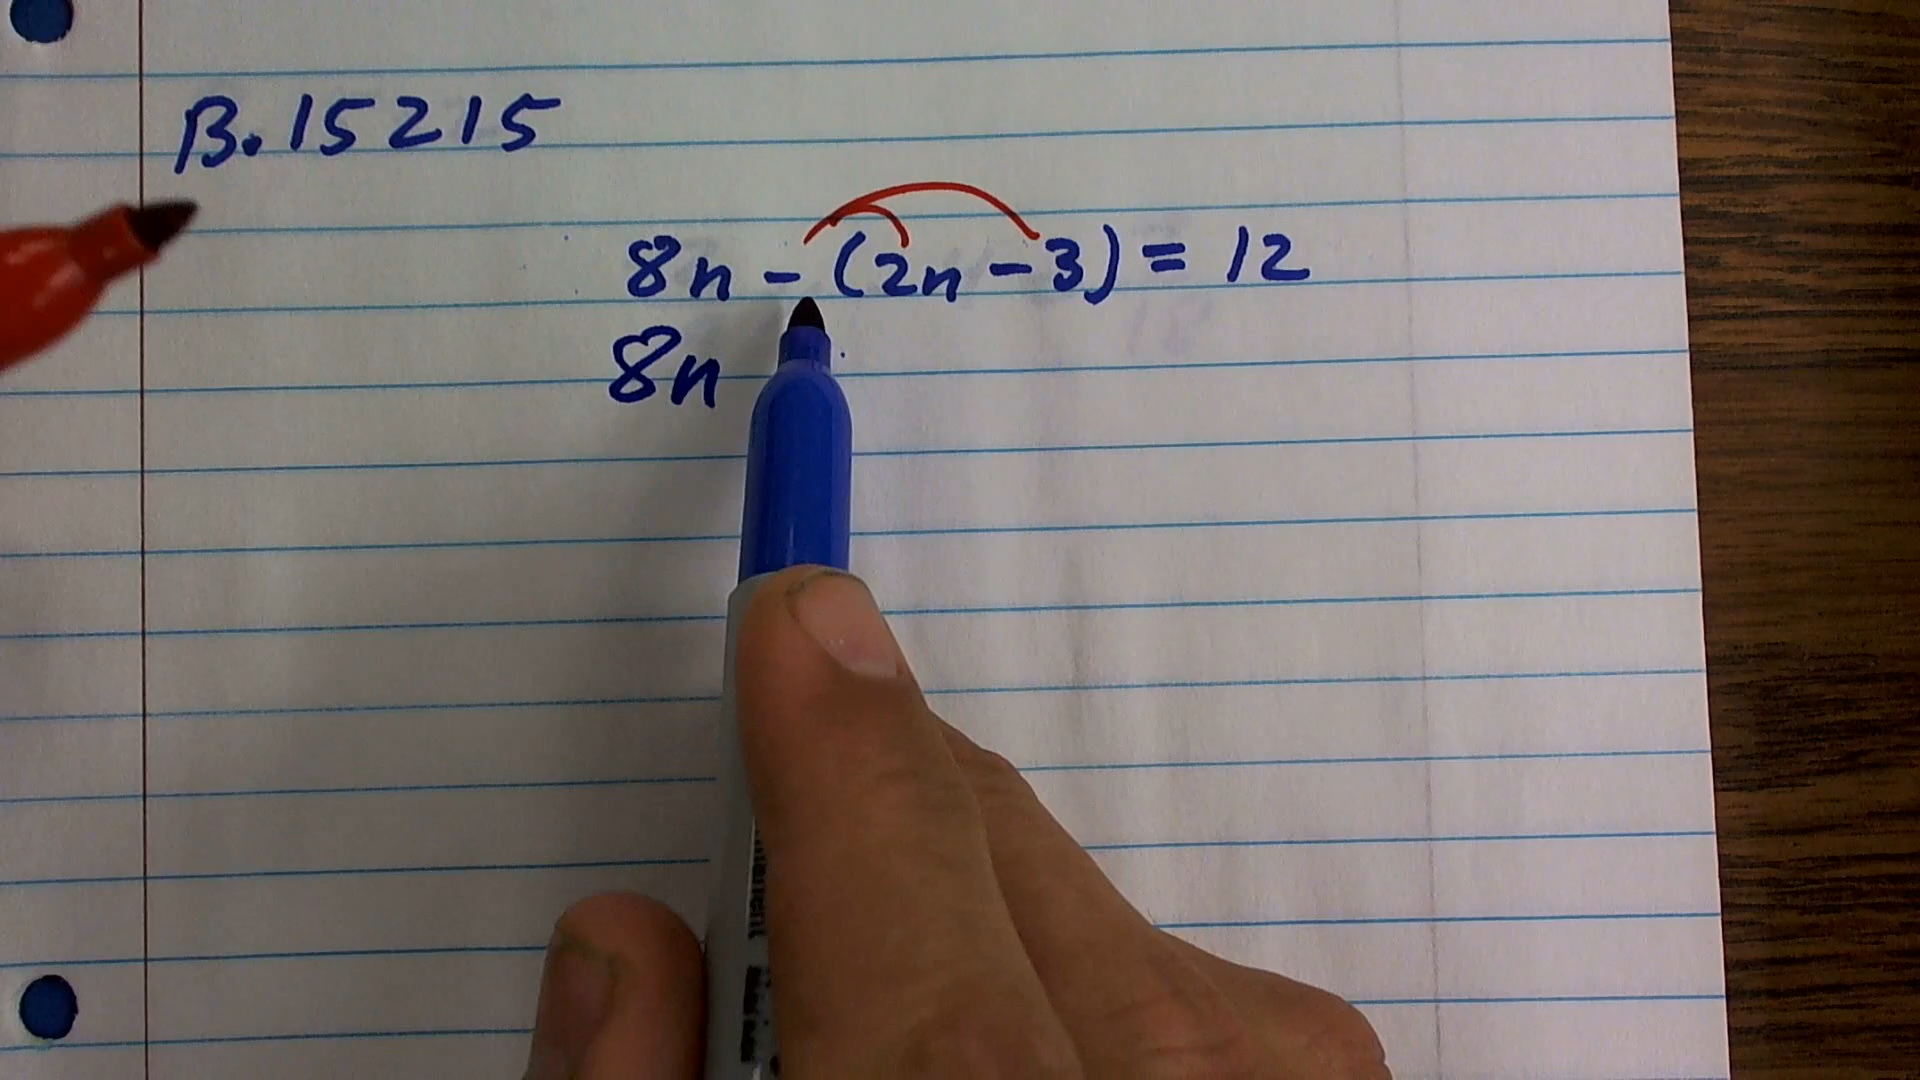 B.15215
8n - (2n - 3) = 12
8n